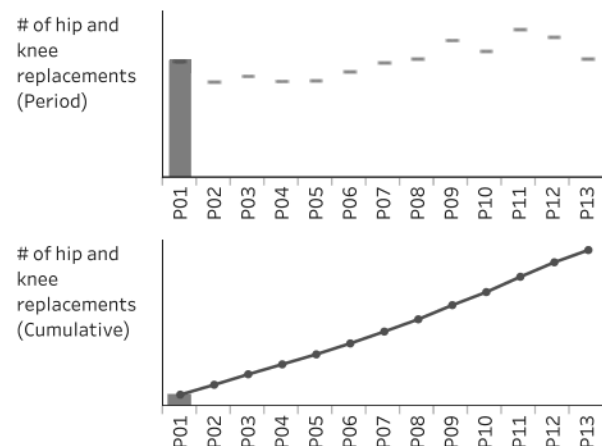 # of hip and
knee
replacements
(Period)
P01 P02 P03 P04 P05 P06 P07 P08 P09 P10 P11 P12 P13
# of hip and
knee
replacements
(Cumulative)
P01 P02 P03 P04 P05 P06 P07 P08 P09 P10 P11 P12 P13